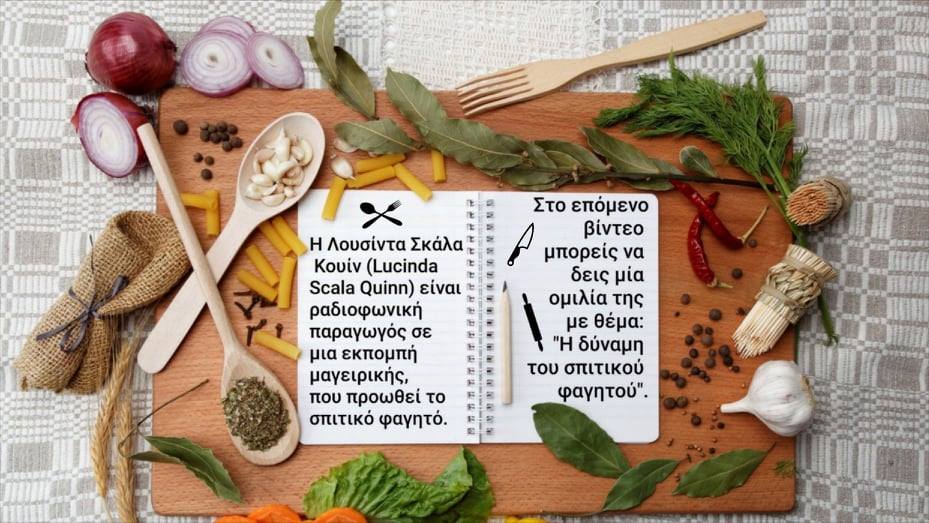 Η Λουσίντα Σκάλα
Κουίν (Lucinda
Scala Quinn) είναι
ραδιοφωνική
παραγωγός σε
μια εκπομπή
μαγειρικής,
που προωθεί το
σπιτικό φαγητό.
Στο επόμενο
βίντεο
μπορείς να
δεις μία
ομιλία της
με θέμα:
"Η δύναμη
του σπιτικού
φαγητού".